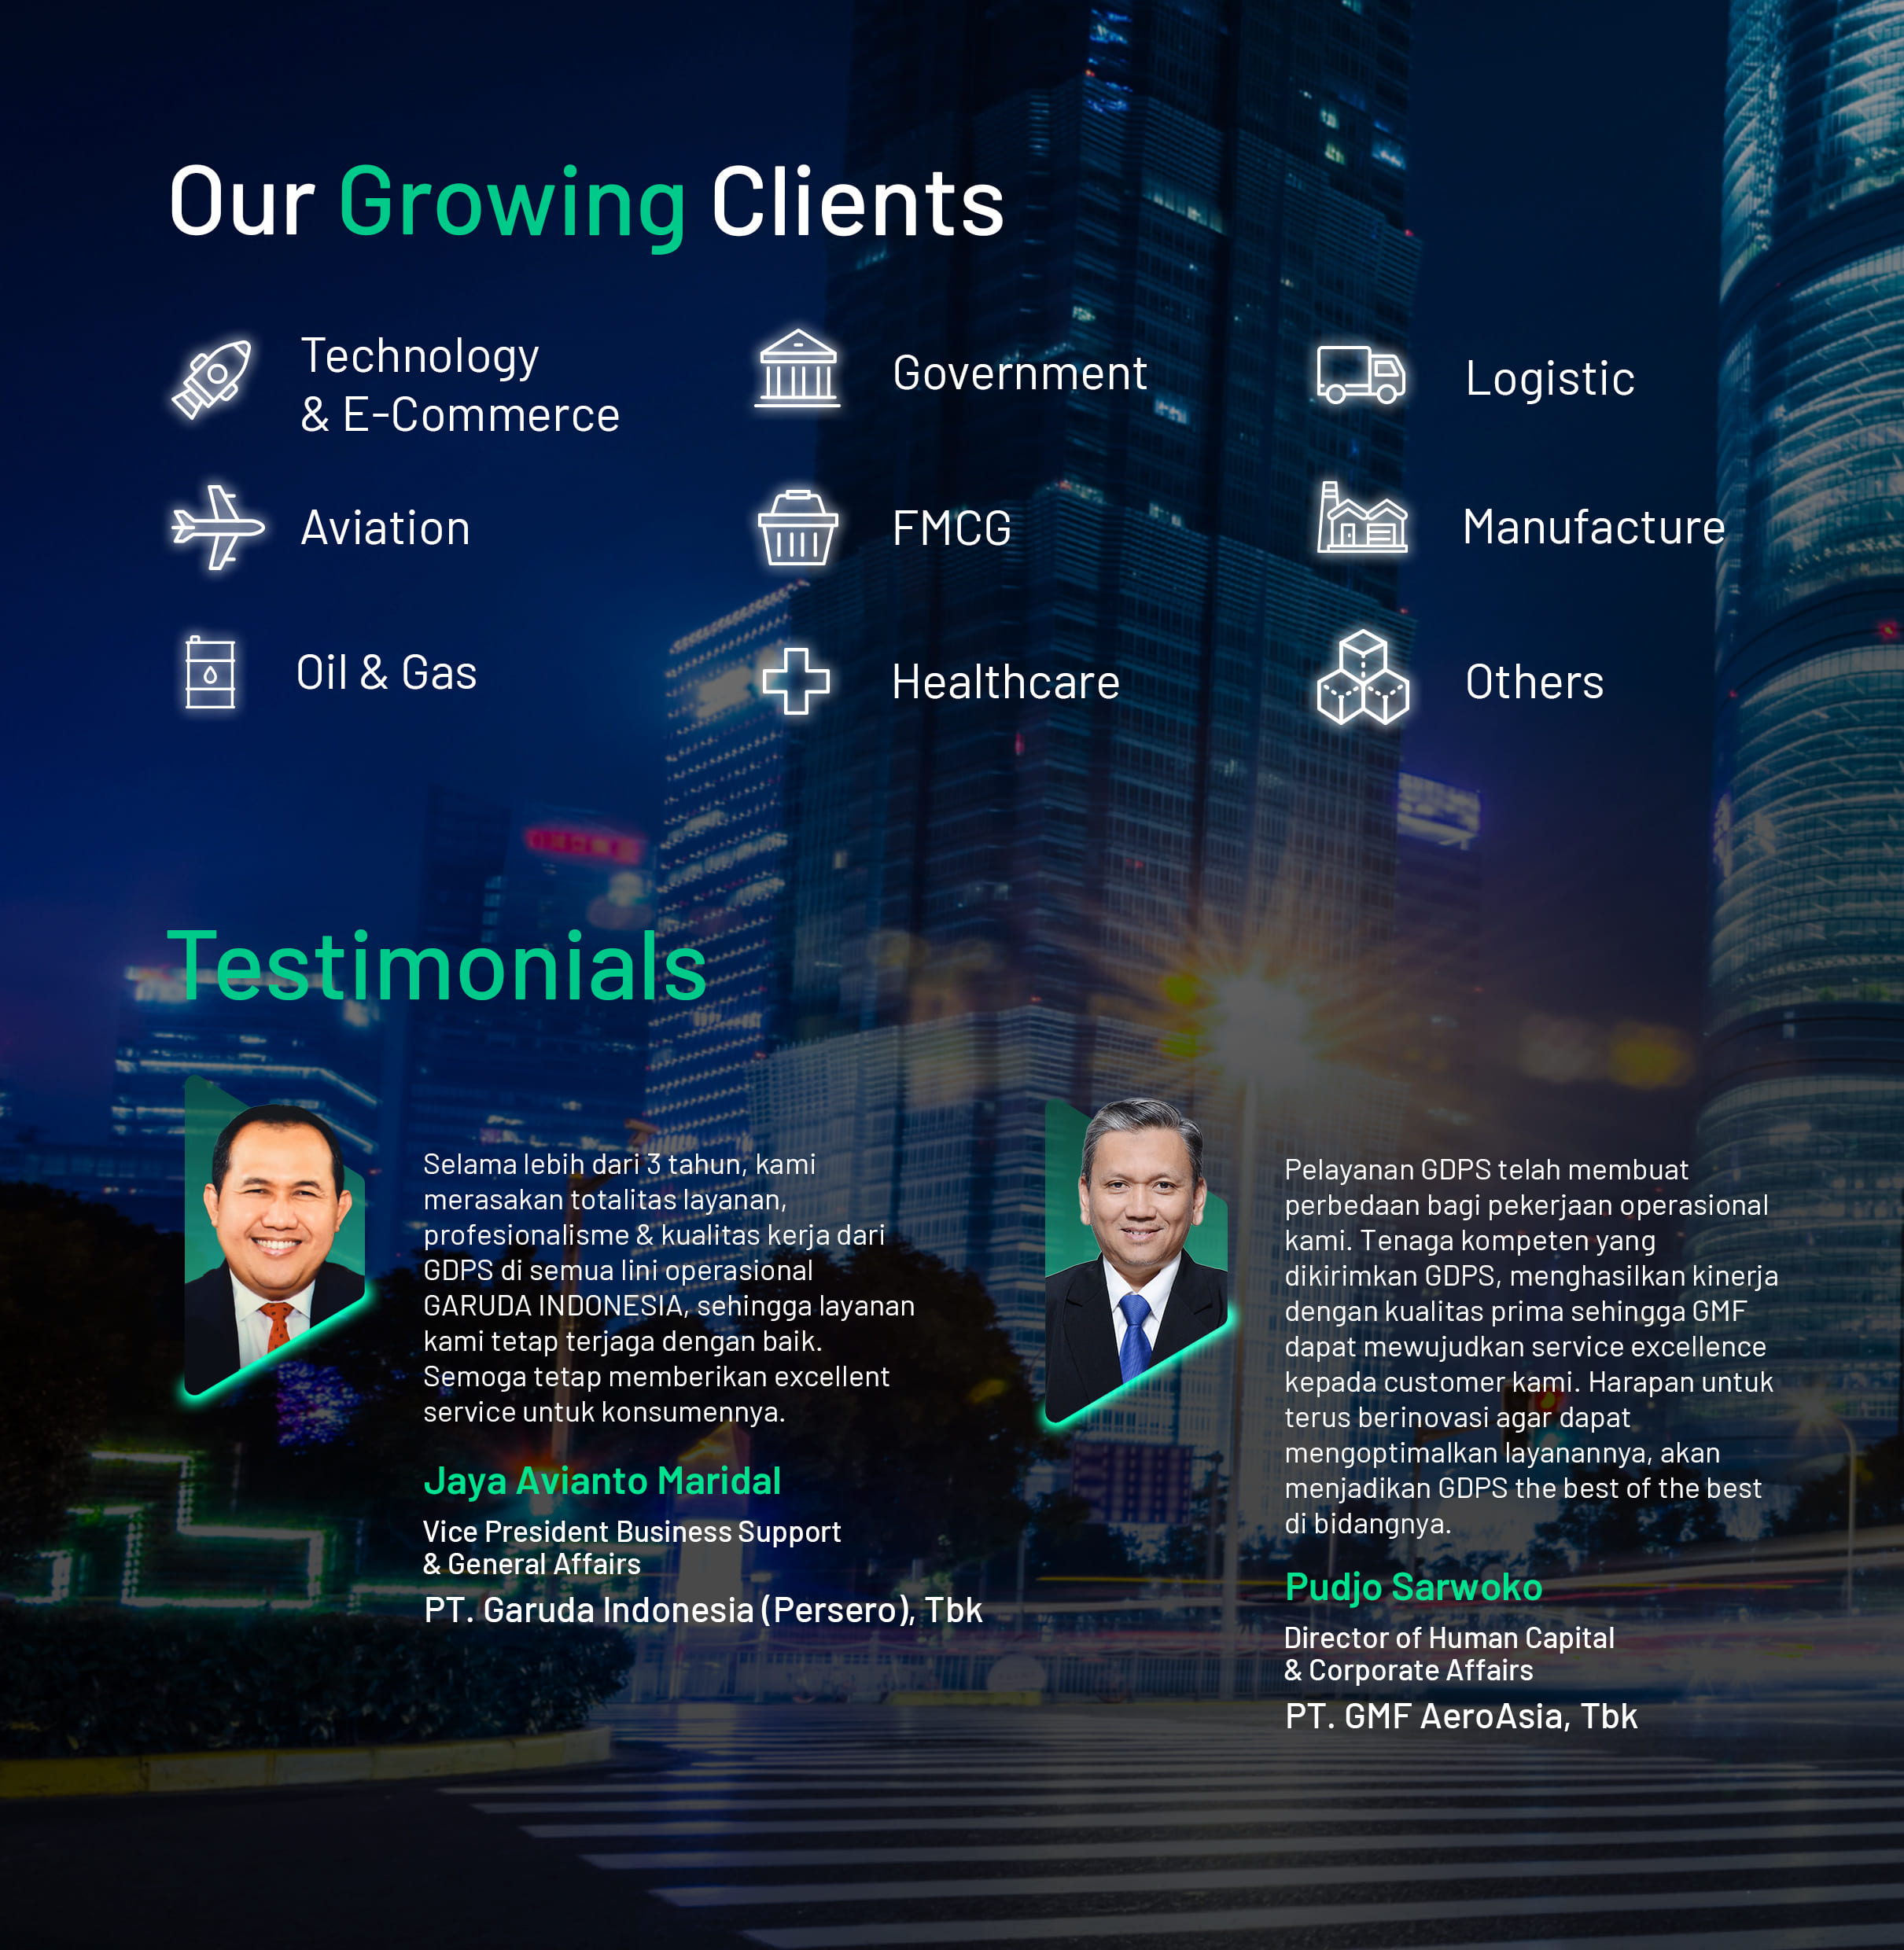 Our Growing Clients
Technology
& E-Commerce
Government
Logistic
Aviation
FMCG
Manufacture
Oil & Gas
Healthcare
Others
Testimonials
Selama lebih dari 3 tahun, kami
merasakan totalitas layanan,
profesionalisme & kualitas kerja dari
GDPS di semua lini operasional
GARUDA INDONESIA, sehingga layanan
kami tetap terjaga dengan baik.
Semoga tetap memberikan excellent
service untuk konsumennya.
Jaya Avianto Maridal
Vice President Business Support
& General Affairs
PT. Garuda Indonesia (Persero), Tbk
Pelayanan GDPS telah membuat
perbedaan bagi pekerjaan operasional
kami. Tenaga kompeten yang
dikirimkan GDPS, menghasilkan kinerja
dengan kualitas prima sehingga GMF
dapat mewujudkan service excellence
kepada customer kami. Harapan untuk
terus berinovasi agar dapat
mengoptimalkan layanannya, akan
menjadikan GDPS the best of the best
di bidangnya.
Pudjo Sarwoko
Director of Human Capital
& Corporate Affairs
PT. GMF AeroAsia, Tbk